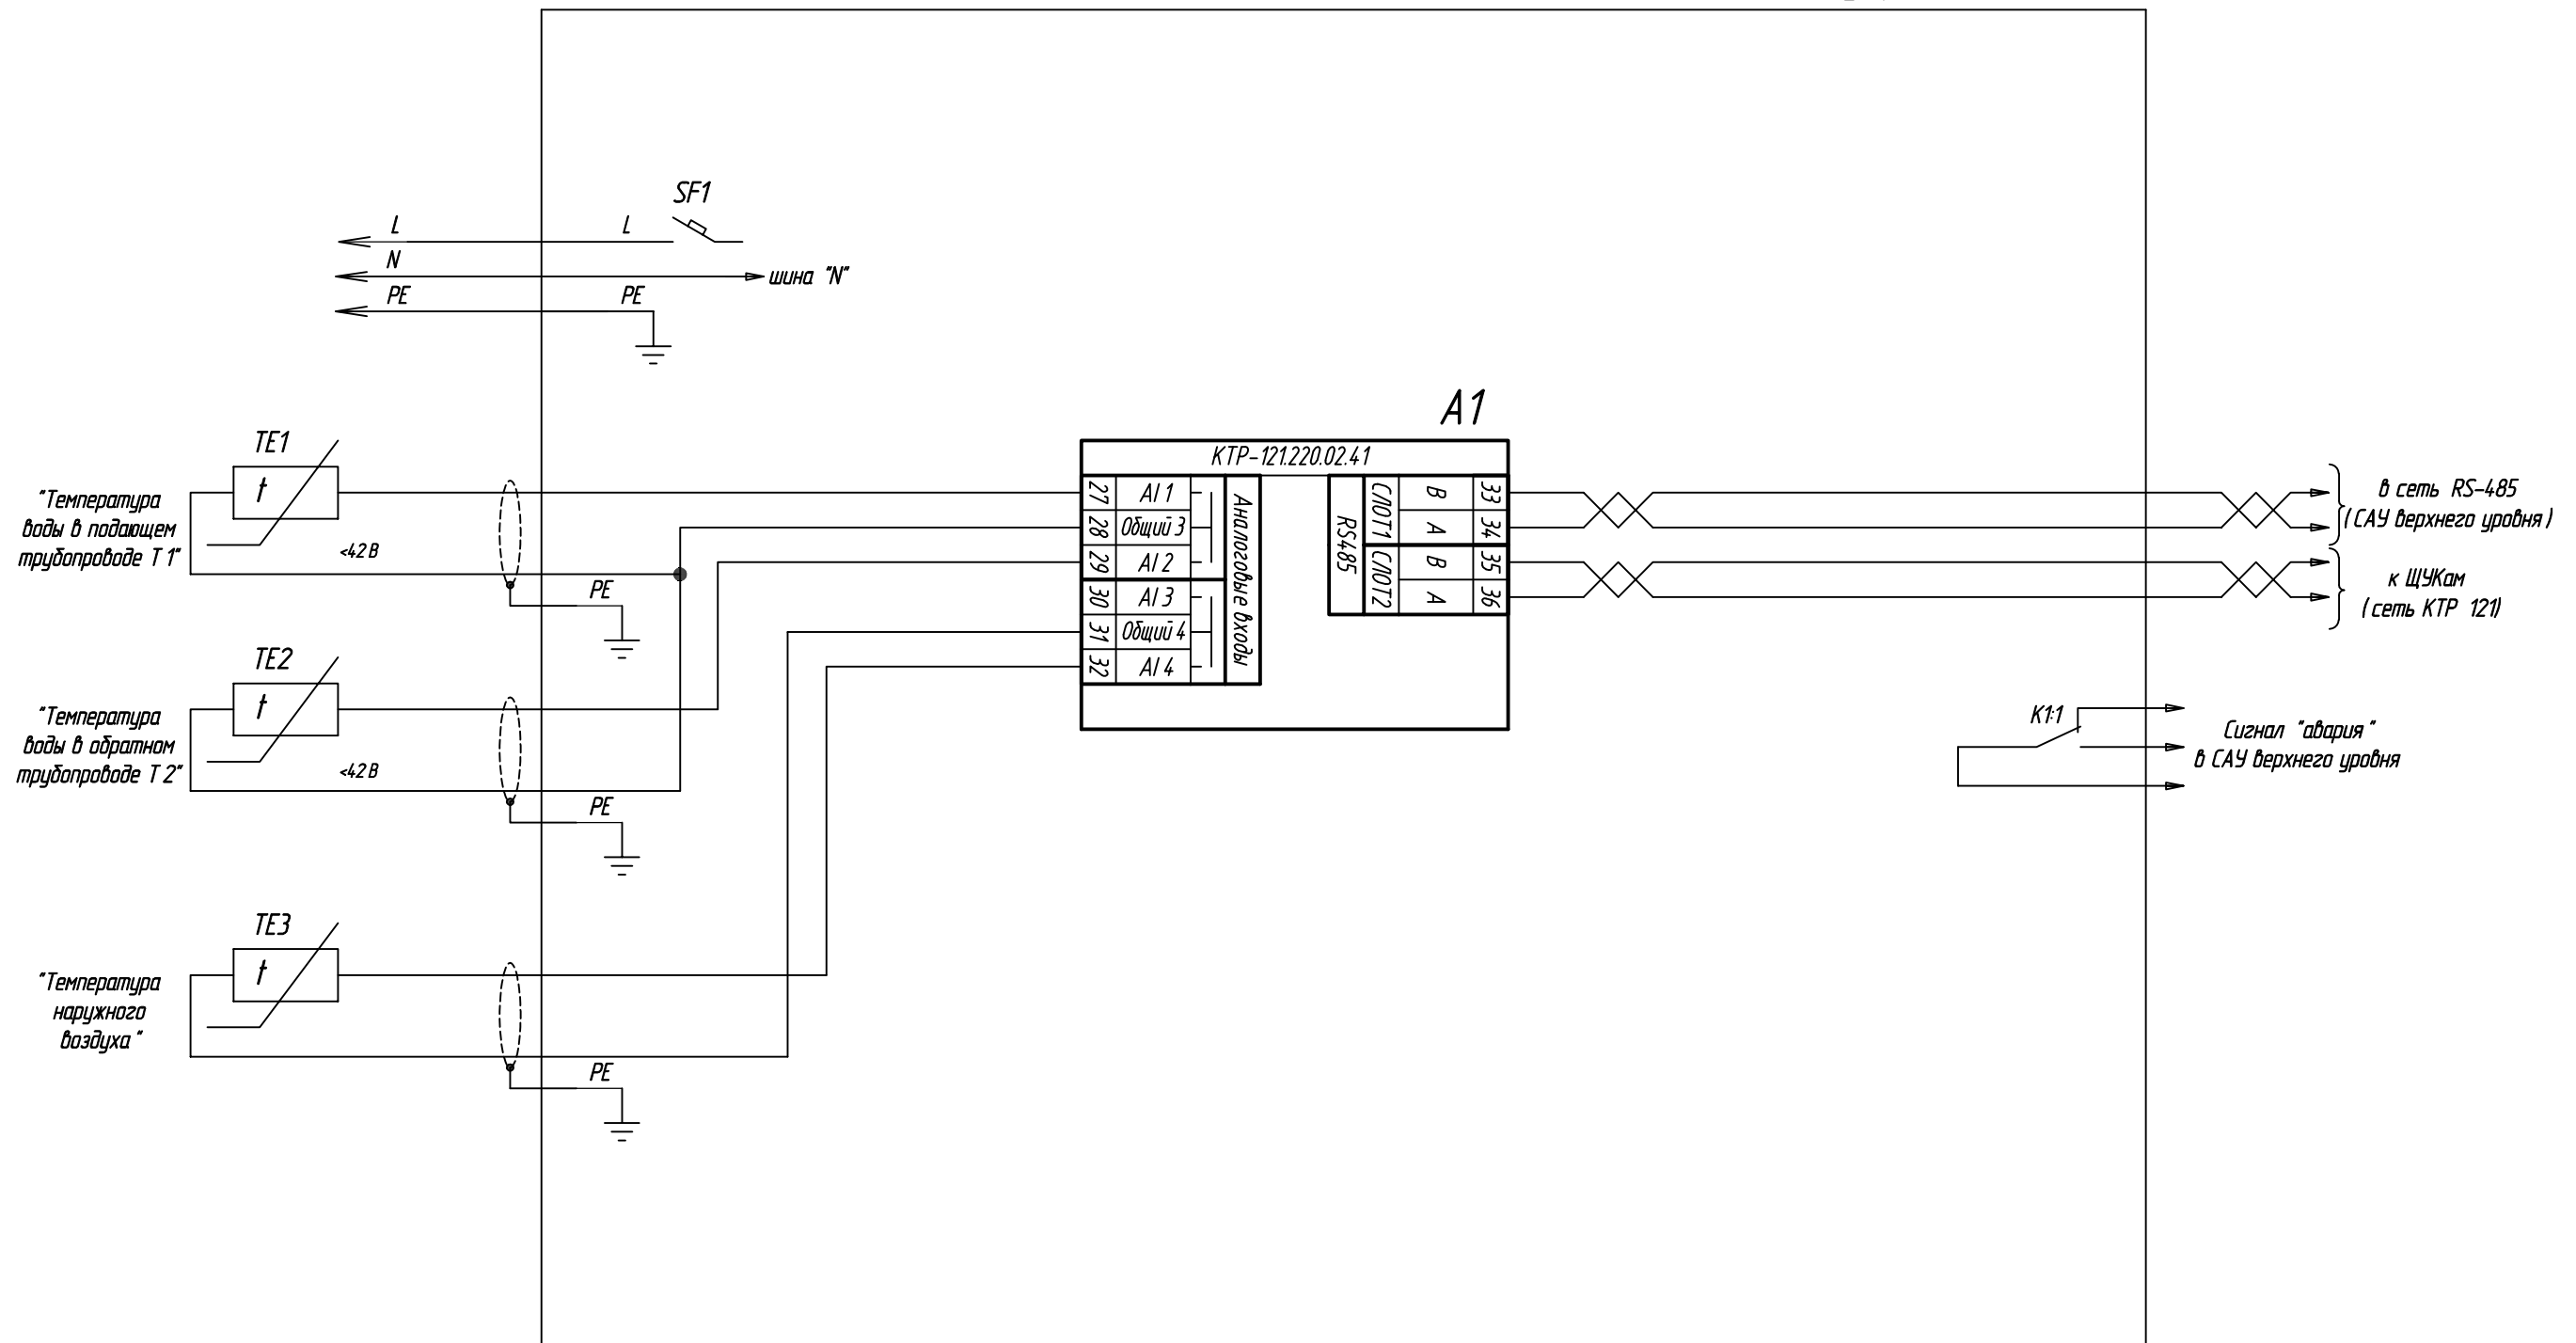 SF1
L
L
N
шина "N"
PE
PE
A1
КТР-121.220.02.41
TE1
t
"Температура
воды в подающем
трубопроводе Т 1"
<42 В
PE
27
AI 1
28
Общий 3
29
AI 2
30
AI 3
31
Общий 4
32
AI 4
Аналоговые входы
RS485
СЛОТ1
B
33
A
34
СЛОТ2
B
35
A
36
в сеть RS-485
(САУ верхнего уровня)
к ЩУКам
(сеть КТР 121)
TE2
t
"Температура
воды в обратном
трубопроводе Т 2"
<42 В
PE
K1:1
Сигнал "авария"
в САУ верхнего уровня
TE3
t
"Температура
наружного
воздуха"
PE